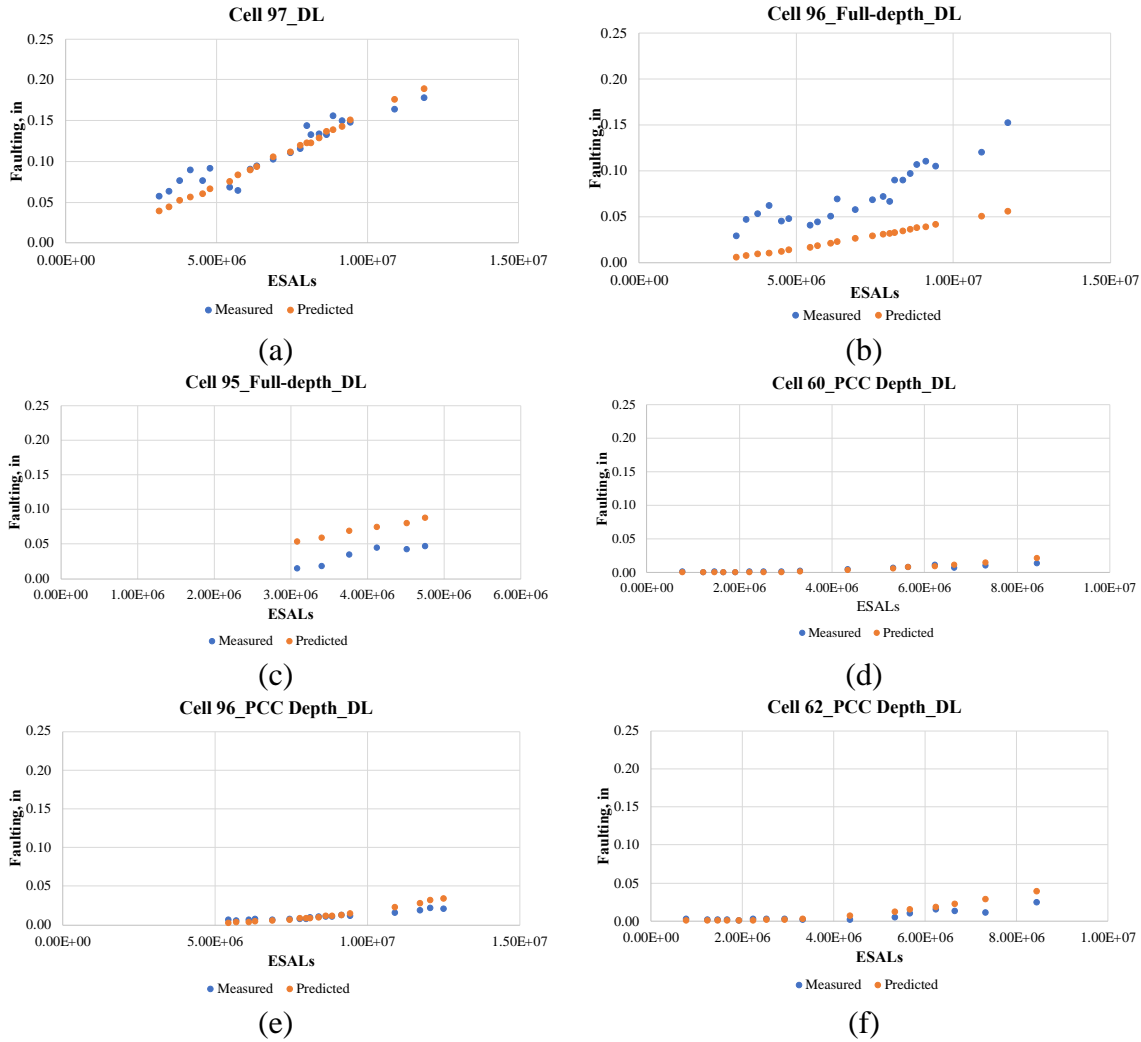 Cell 97_DL
0.25
0.20
0.15
0.10
0.05
0.00
Faulting, in
0.00E+00 5.00E+06 1.00E+07 1.50E+07
ESALs
Measured Predicted
(a)
Cell 96_Full-depth_DL
0.25
0.20
0.15
0.10
0.05
0.00
Faulting, in
0.00E+00 5.00E+06 1.00E+07 1.50E+07
ESALs
Measured Predicted
(b)
Cell 95_Full-depth_DL
0.25
0.20
0.15
0.10
0.05
0.00
Faulting, in
0.00E+00 1.00E+06 2.00E+06 3.00E+06 4.00E+06 5.00E+06 6.00E+06
ESALs
Measured Predicted
(c)
Cell 60_PCC Depth_DL
0.25
0.20
0.15
0.10
0.05
0.00
Faulting, in
0.00E+00 2.00E+06 4.00E+06 6.00E+06 8.00E+06 1.00E+07
ESALs
Measured Predicted
(d)
Cell 96_PCC Depth_DL
0.25
0.20
0.15
0.10
0.05
0.00
Faulting, in
0.00E+00 5.00E+06 1.00E+07 1.50E+07
ESALs
Measured Predicted
(e)
Cell 62_PCC Depth_DL
0.25
0.20
0.15
0.10
0.05
0.00
Faulting, in
0.00E+00 2.00E+06 4.00E+06 6.00E+06 8.00E+06 1.00E+07
ESALs
Measured Predicted
(f)